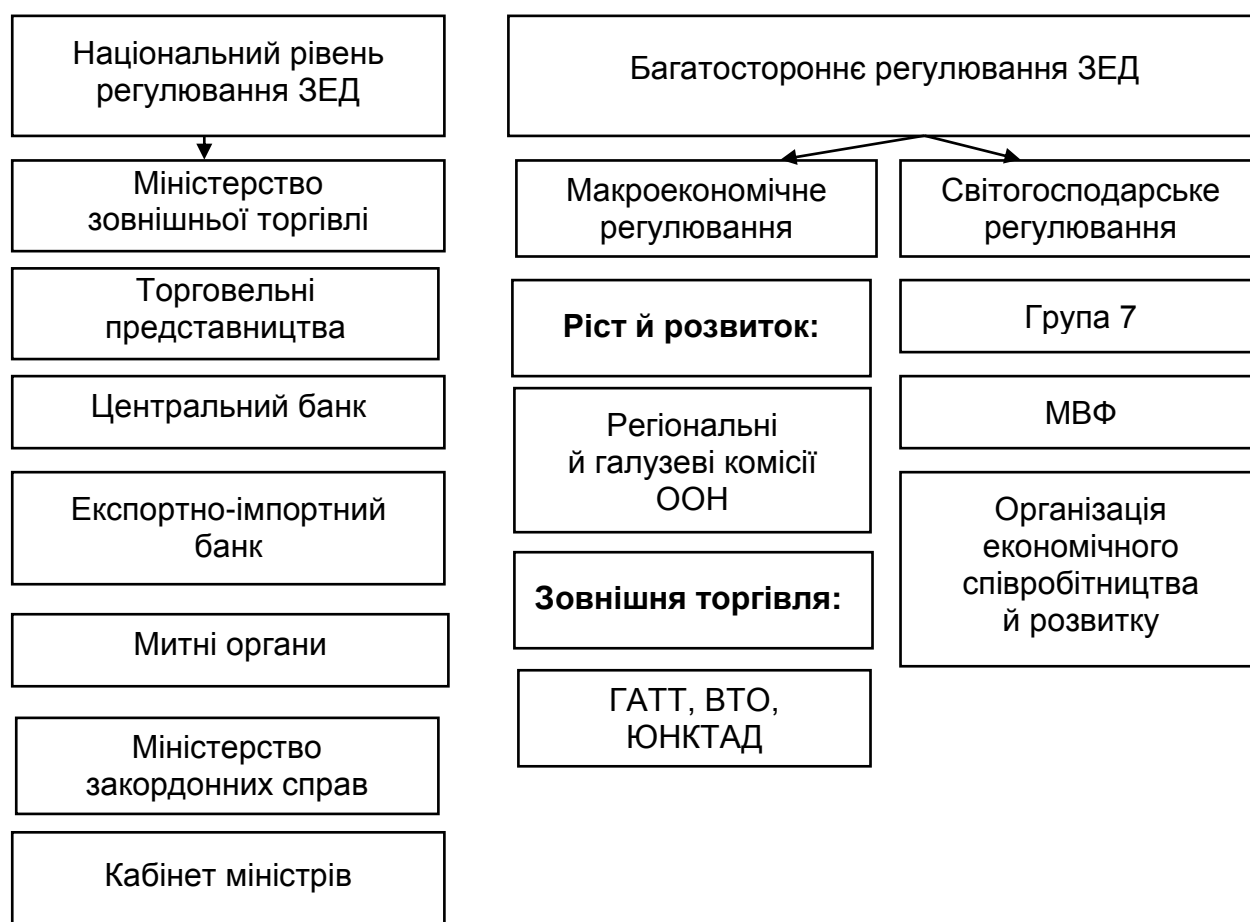 Національний рівень
регулювання ЗЕД
Міністерство
зовнішньої торгівлі
Торговельні
представництва
Центральний банк
Експортно-імпортний
банк
Митні органи
Міністерство
закордонних справ
Кабінет міністрів
Багатостороннє регулювання ЗЕД
Макроекономічне
регулювання
Ріст й розвиток:
Регіональні
й галузеві комісії
ООН
Зовнішня торгівля:
ГАТТ, ВТО,
ЮНКТАД
Світогосподарське
регулювання
Група 7
МВФ
Організація
економічного
співробітництва
й розвитку